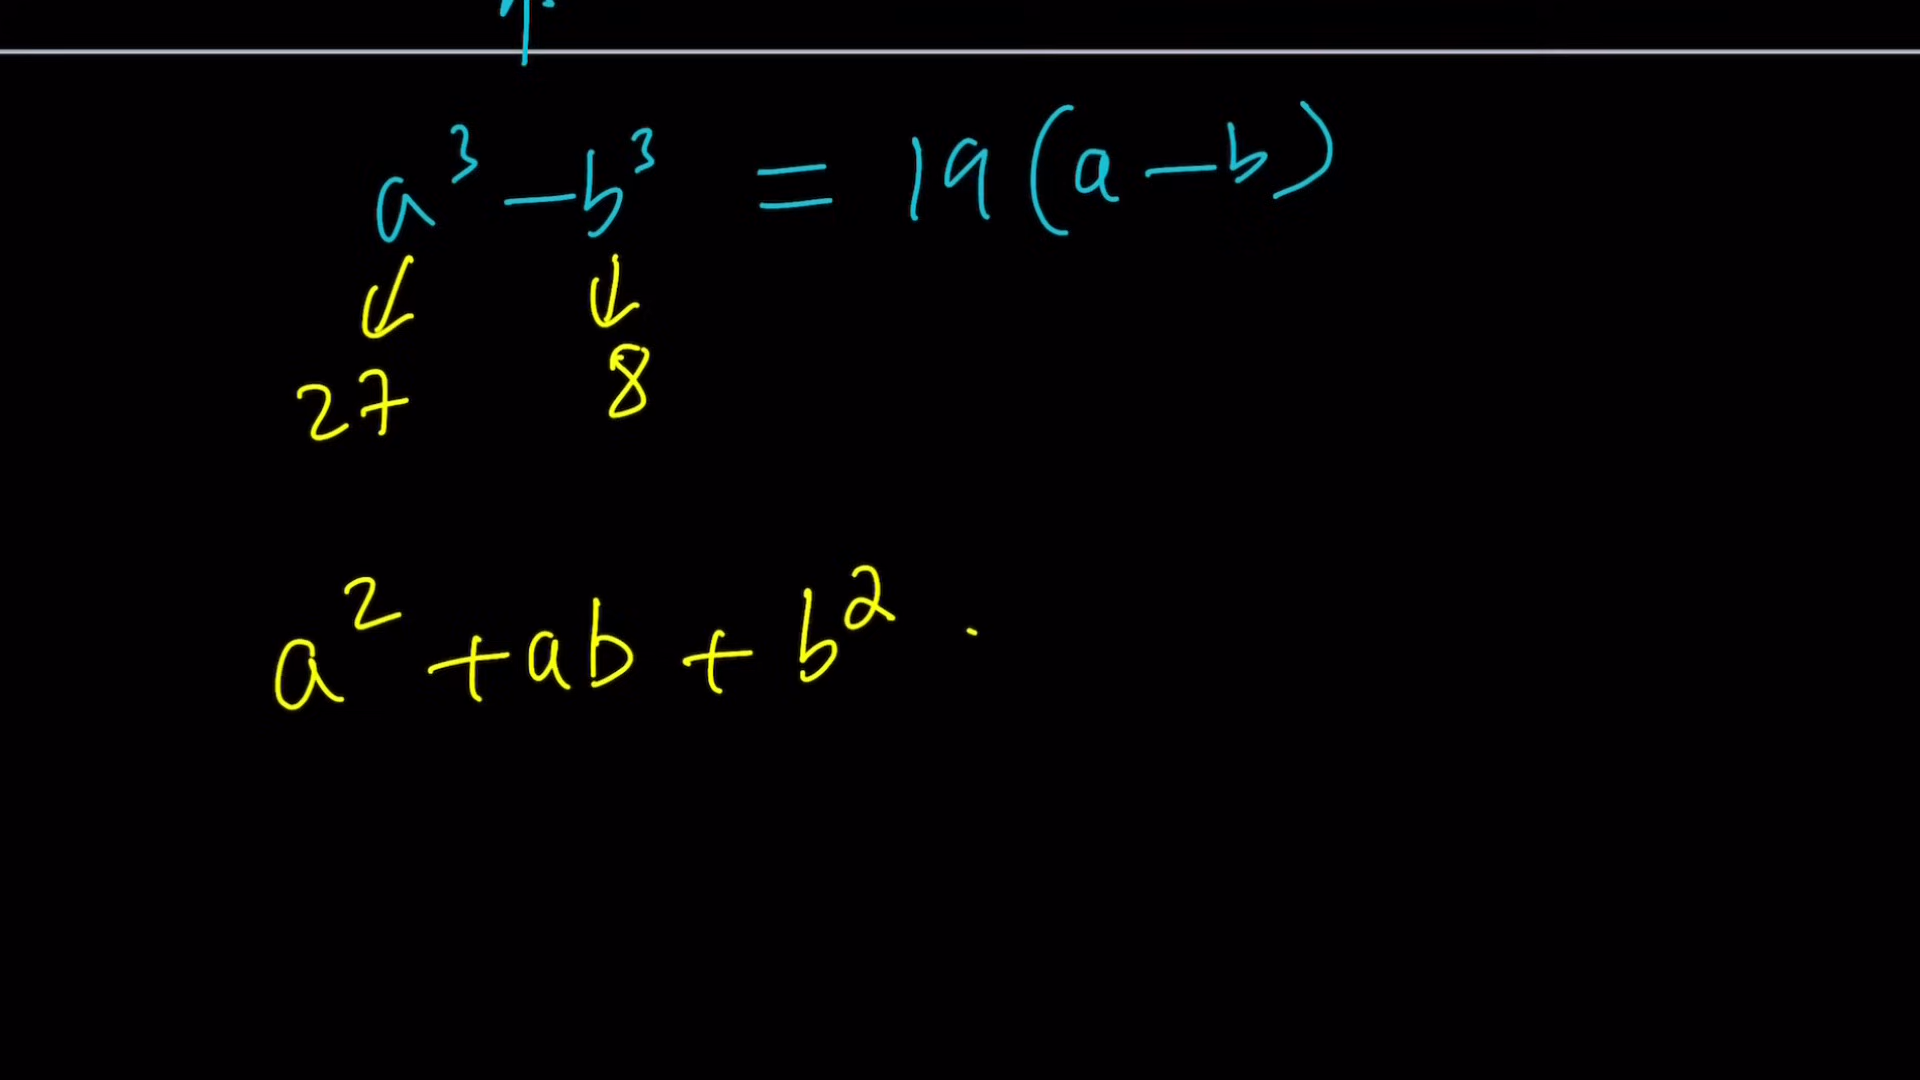 a³ - b³ = 19(a - b)
27 8
a² + ab + b²